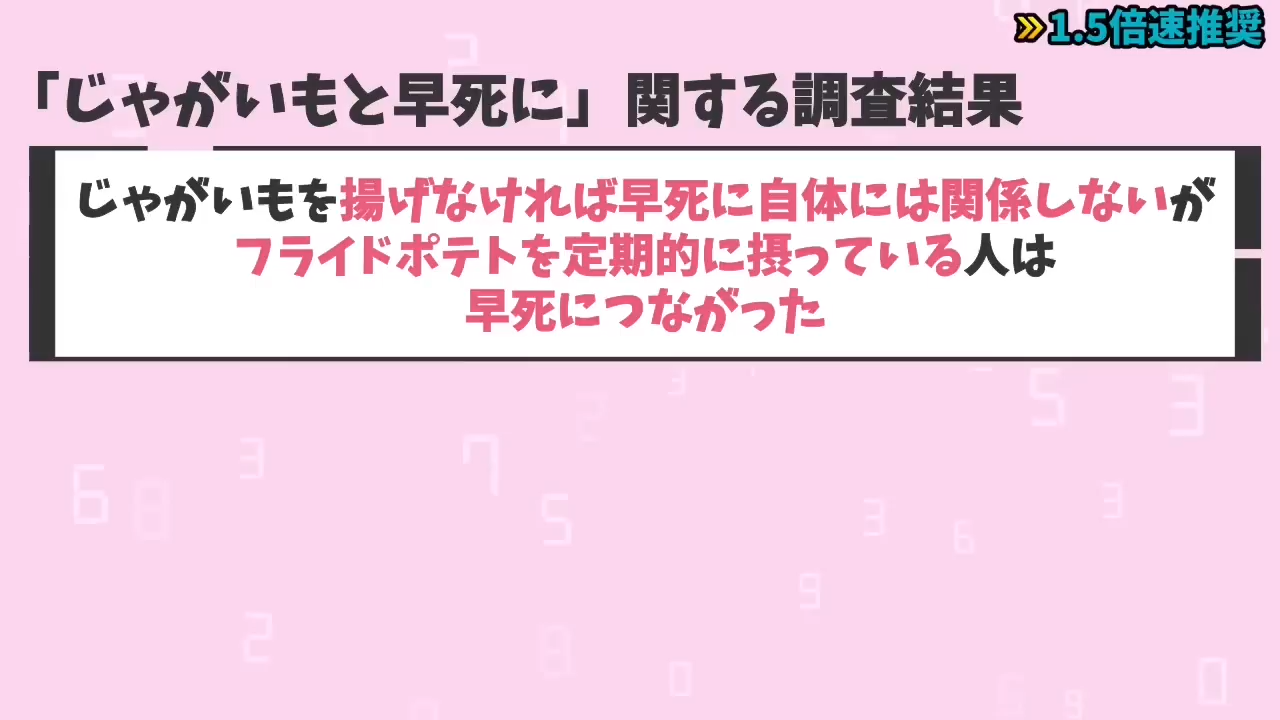 1.5倍速推奨
「じゃがいもと早死に」関する調査結果
じゃがいもを揚げなければ早死に自体には関係しないが
フライドポテトを定期的に摂っている人は
早死につながった